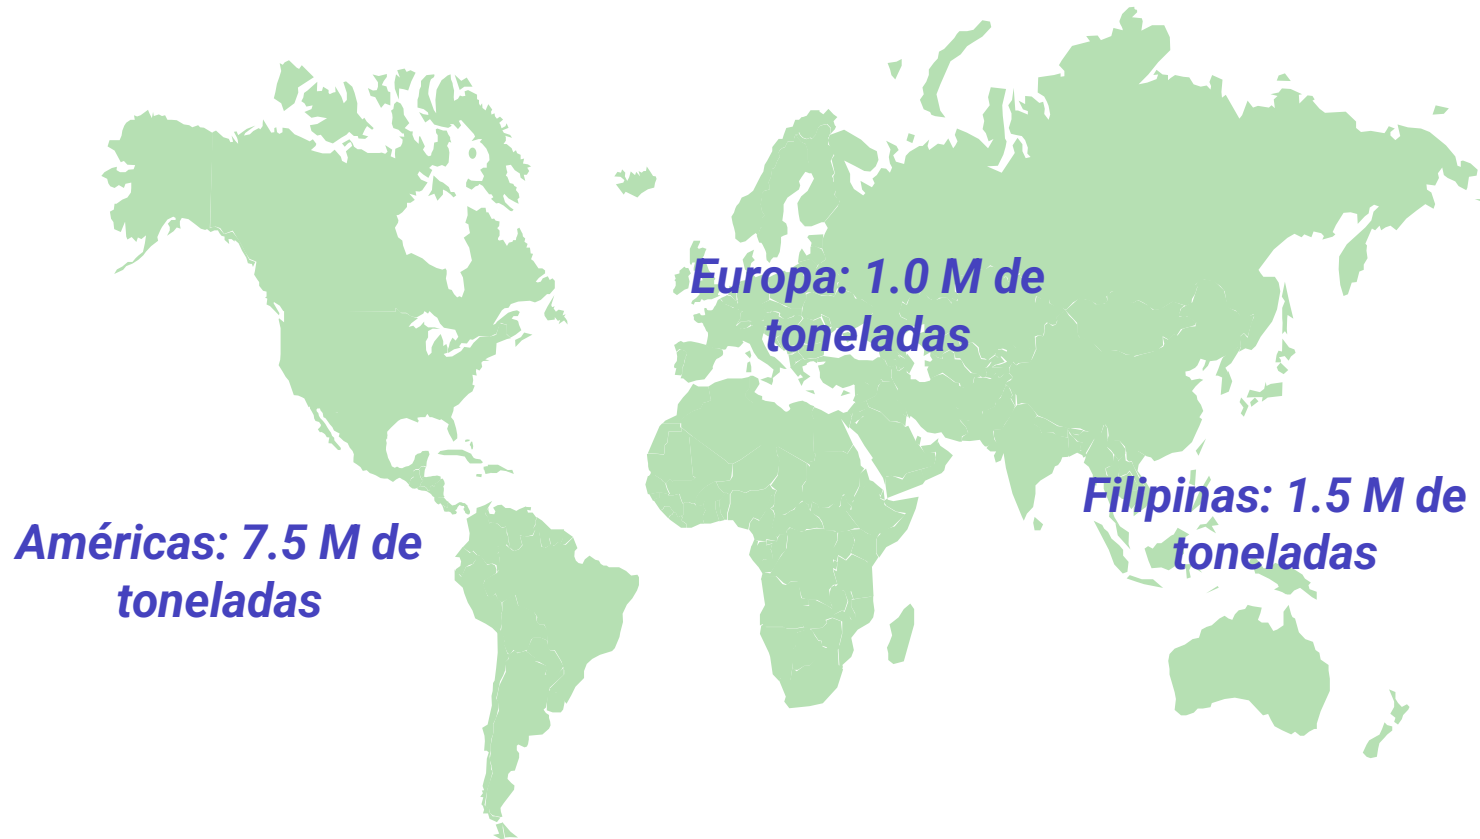 Europa: 1.0 M de
toneladas
Filipinas: 1.5 M de
toneladas
Américas: 7.5 M de
toneladas